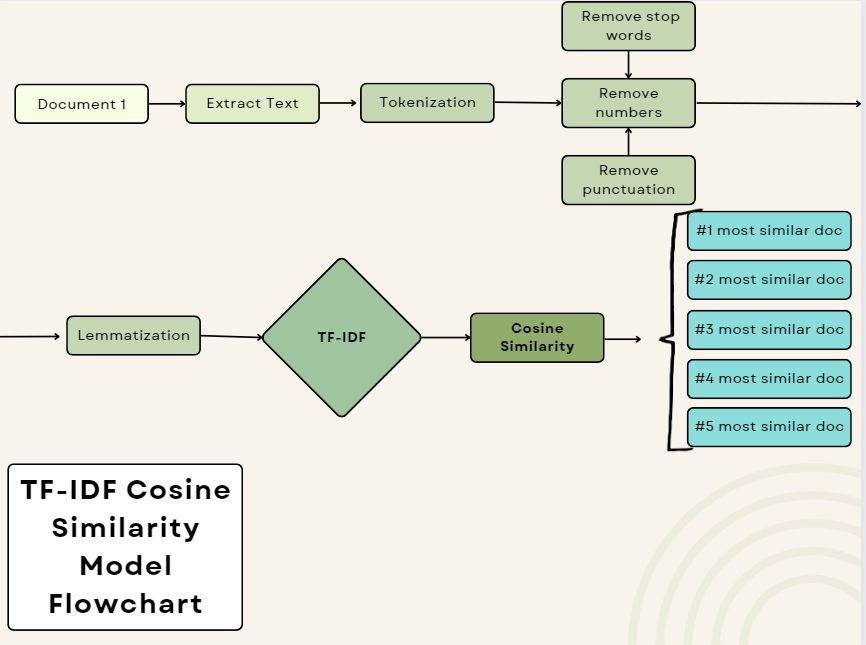 Remove stop
words
Document 1
Extract Text
Tokenization
Remove
numbers
Remove
punctuation
#1 most similar doc
#2 most similar doc
#3 most similar doc
#4 most similar doc
#5 most similar doc
Lemmatization
TF-IDF
Cosine
Similarity
TF-IDF Cosine
Similarity
Model
Flowchart